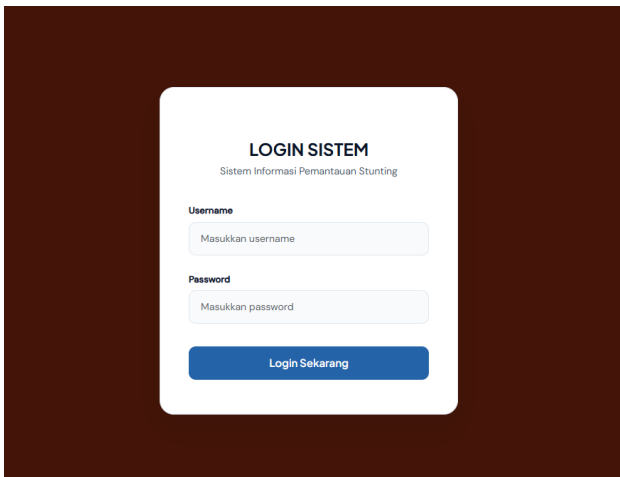 LOGIN SISTEM
Sistem Informasi Pemantauan Stunting
Username
Masukkan username
Password
Masukkan password
Login Sekarang